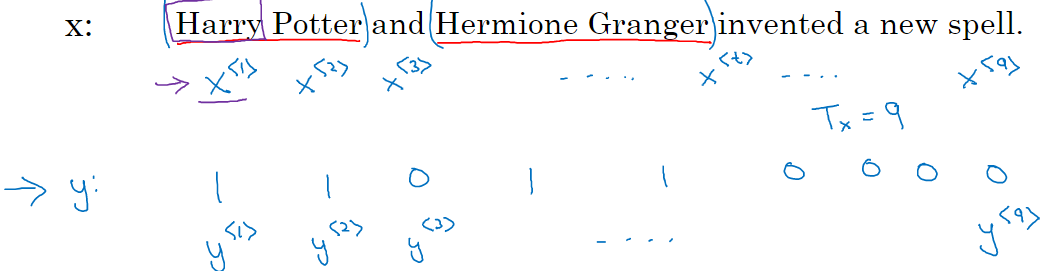 x: Harry Potter and Hermione Granger invented a new spell.
→ x<1> x<2> x<3> ..... x<t> .... x<9>
Tx = 9
→ y: 1 1 0 1 1 0 0 0 0
y<1> y<2> y<3> .... y<9>